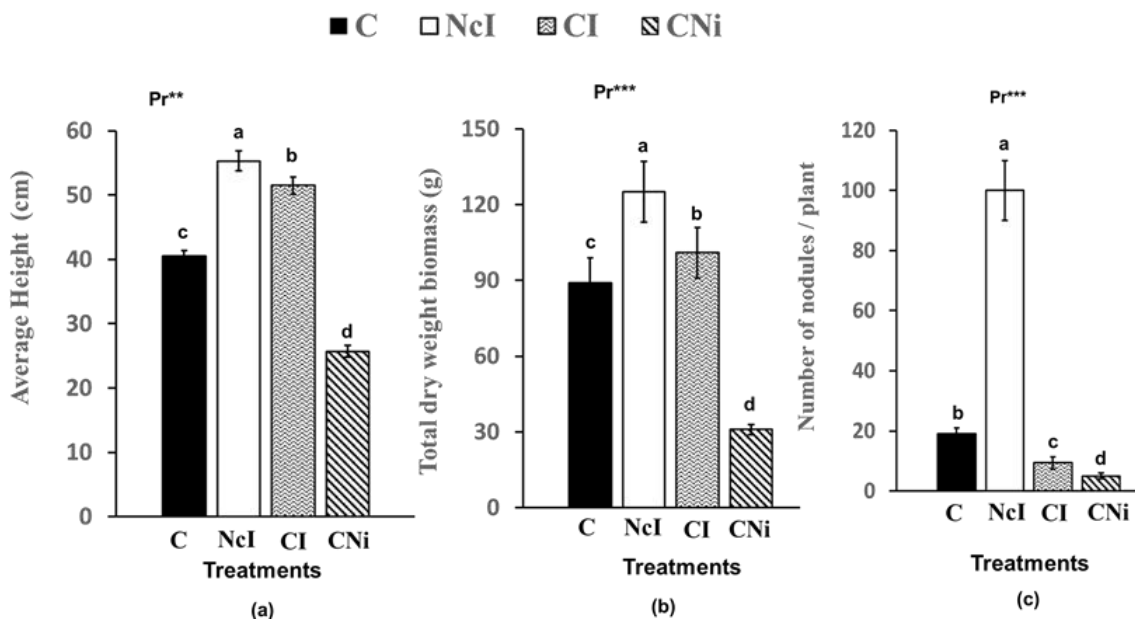 C NcI CI CNi
Pr**
Average Height (cm)
60
50
40
30
20
10
0
c
a
b
d
C NcI CI CNi
Treatments
(a)
Pr***
Total dry weight biomass (g)
150
120
90
60
30
0
c
a
b
d
C NcI CI CNi
Treatments
(b)
Pr***
Number of nodules / plant
120
100
80
60
40
20
0
b
a
c
d
C NcI CI CNi
Treatments
(c)